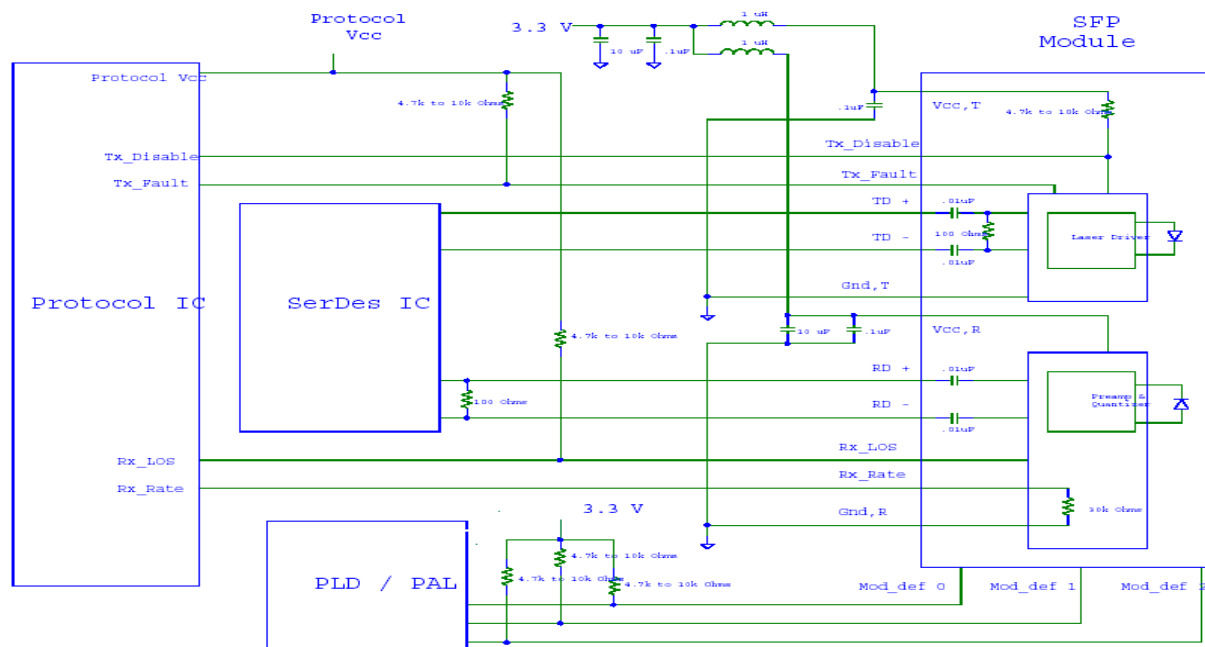 Protocol
Vcc
3.3 V
1 uH
SFP
Module
10 uF
.1uF
1 uH
Protocol Vcc
4.7k to 10k Ohms
.1uF
Vcc,T
4.7k to 10k Ohms
Tx_Disable
Tx_Disable
Tx_Fault
Tx_Fault
TD +
.01uF
100 Ohms
Laser Driver
TD -
.01uF
Gnd,T
Protocol IC
SerDes IC
4.7k to 10k Ohms
10 uF
.1uF
Vcc,R
RD +
.01uF
100 Ohms
Preamp &
Quantizer
RD -
.01uF
Rx_LOS
Rx_LOS
Rx_Rate
Rx_Rate
3.3 V
Gnd,R
30k Ohms
4.7k to 10k Ohms
4.7k to 10k Ohms
4.7k to 10k Ohms
PLD / PAL
Mod_def 0
Mod_def 1
Mod_def 2